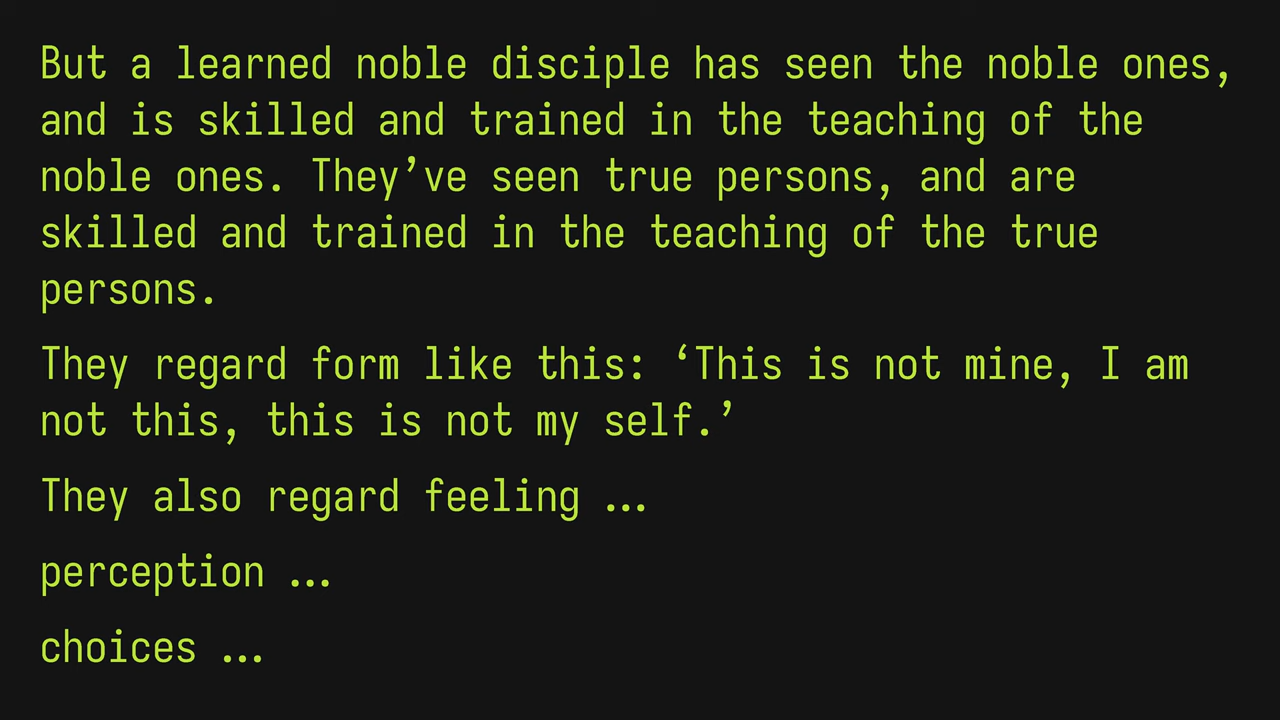 But a learned noble disciple has seen the noble ones,
and is skilled and trained in the teaching of the
noble ones. They’ve seen true persons, and are
skilled and trained in the teaching of the true
persons.
They regard form like this: ‘This is not mine, I am
not this, this is not my self.’
They also regard feeling …
perception …
choices …